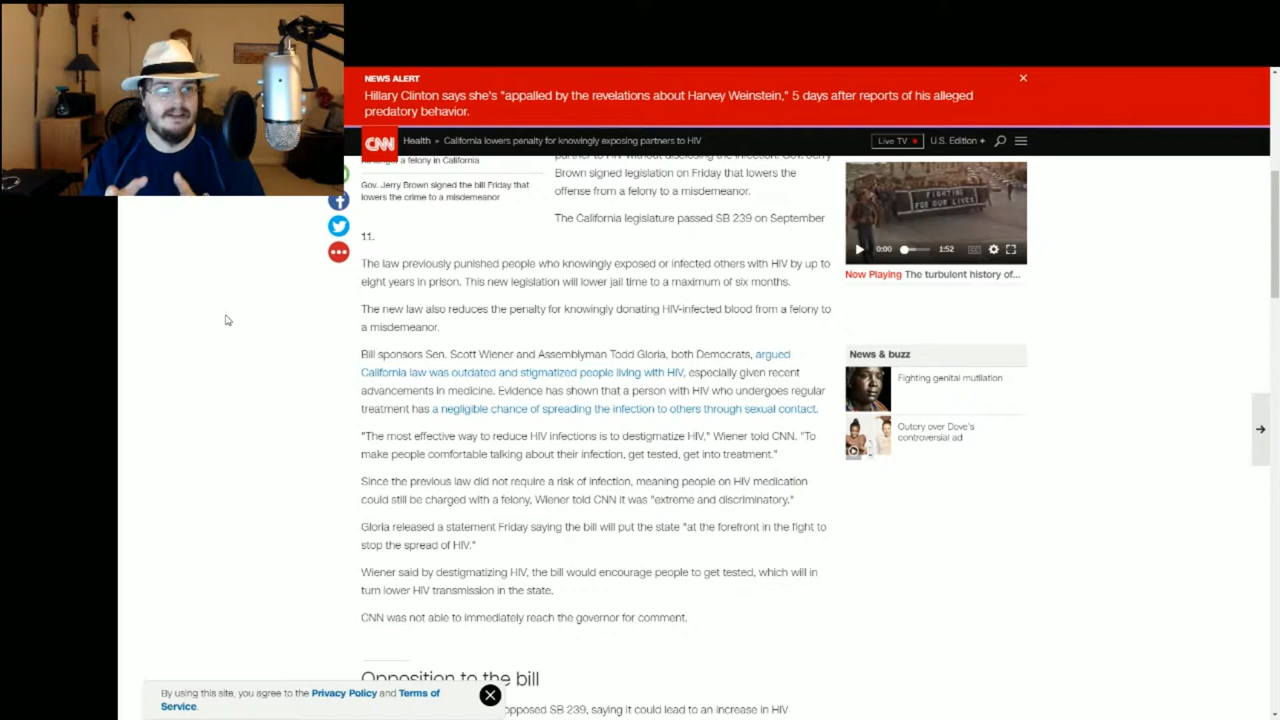 NEWS ALERT
Hillary Clinton says she's "appalled by the revelations about Harvey Weinstein," 5 days after reports of his alleged
predatory behavior.
CNN
Health » California lowers penalty for knowingly exposing partners to HIV
Live TV
U.S. Edition +
a felony in California
Gov. Jerry Brown signed the bill Friday that
lowers the crime to a misdemeanor
partner to HIV without disclosing the infection. Gov. Jerry
Brown signed legislation on Friday that lowers the
offense from a felony to a misdemeanor.
The California legislature passed SB 239 on September
11.
The law previously punished people who knowingly exposed or infected others with HIV by up to
eight years in prison. This new legislation will lower jail time to a maximum of six months.
The new law also reduces the penalty for knowingly donating HIV-infected blood from a felony to
a misdemeanor.
Bill sponsors Sen. Scott Wiener and Assemblyman Todd Gloria, both Democrats, argued
California law was outdated and stigmatized people living with HIV, especially given recent
advancements in medicine. Evidence has shown that a person with HIV who undergoes regular
treatment has a negligible chance of spreading the infection to others through sexual contact.
"The most effective way to reduce HIV infections is to destigmatize HIV," Wiener told CNN. "To
make people comfortable talking about their infection, get tested, get into treatment."
Since the previous law did not require a risk of infection, meaning people on HIV medication
could still be charged with a felony, Wiener told CNN it was "extreme and discriminatory."
Gloria released a statement Friday saying the bill will put the state "at the forefront in the fight to
stop the spread of HIV."
Wiener said by destigmatizing HIV, the bill would encourage people to get tested, which will in
turn lower HIV transmission in the state.
CNN was not able to immediately reach the governor for comment.
Opposition to the bill
opposed SB 239, saying it could lead to an increase in HIV
FIGHTING
FOR OUR LIVES
0:00
1:52
CC
Now Playing The turbulent history of...
News & buzz
Fighting genital mutilation
Outcry over Dove's
controversial ad
By using this site, you agree to the Privacy Policy and Terms of
Service.